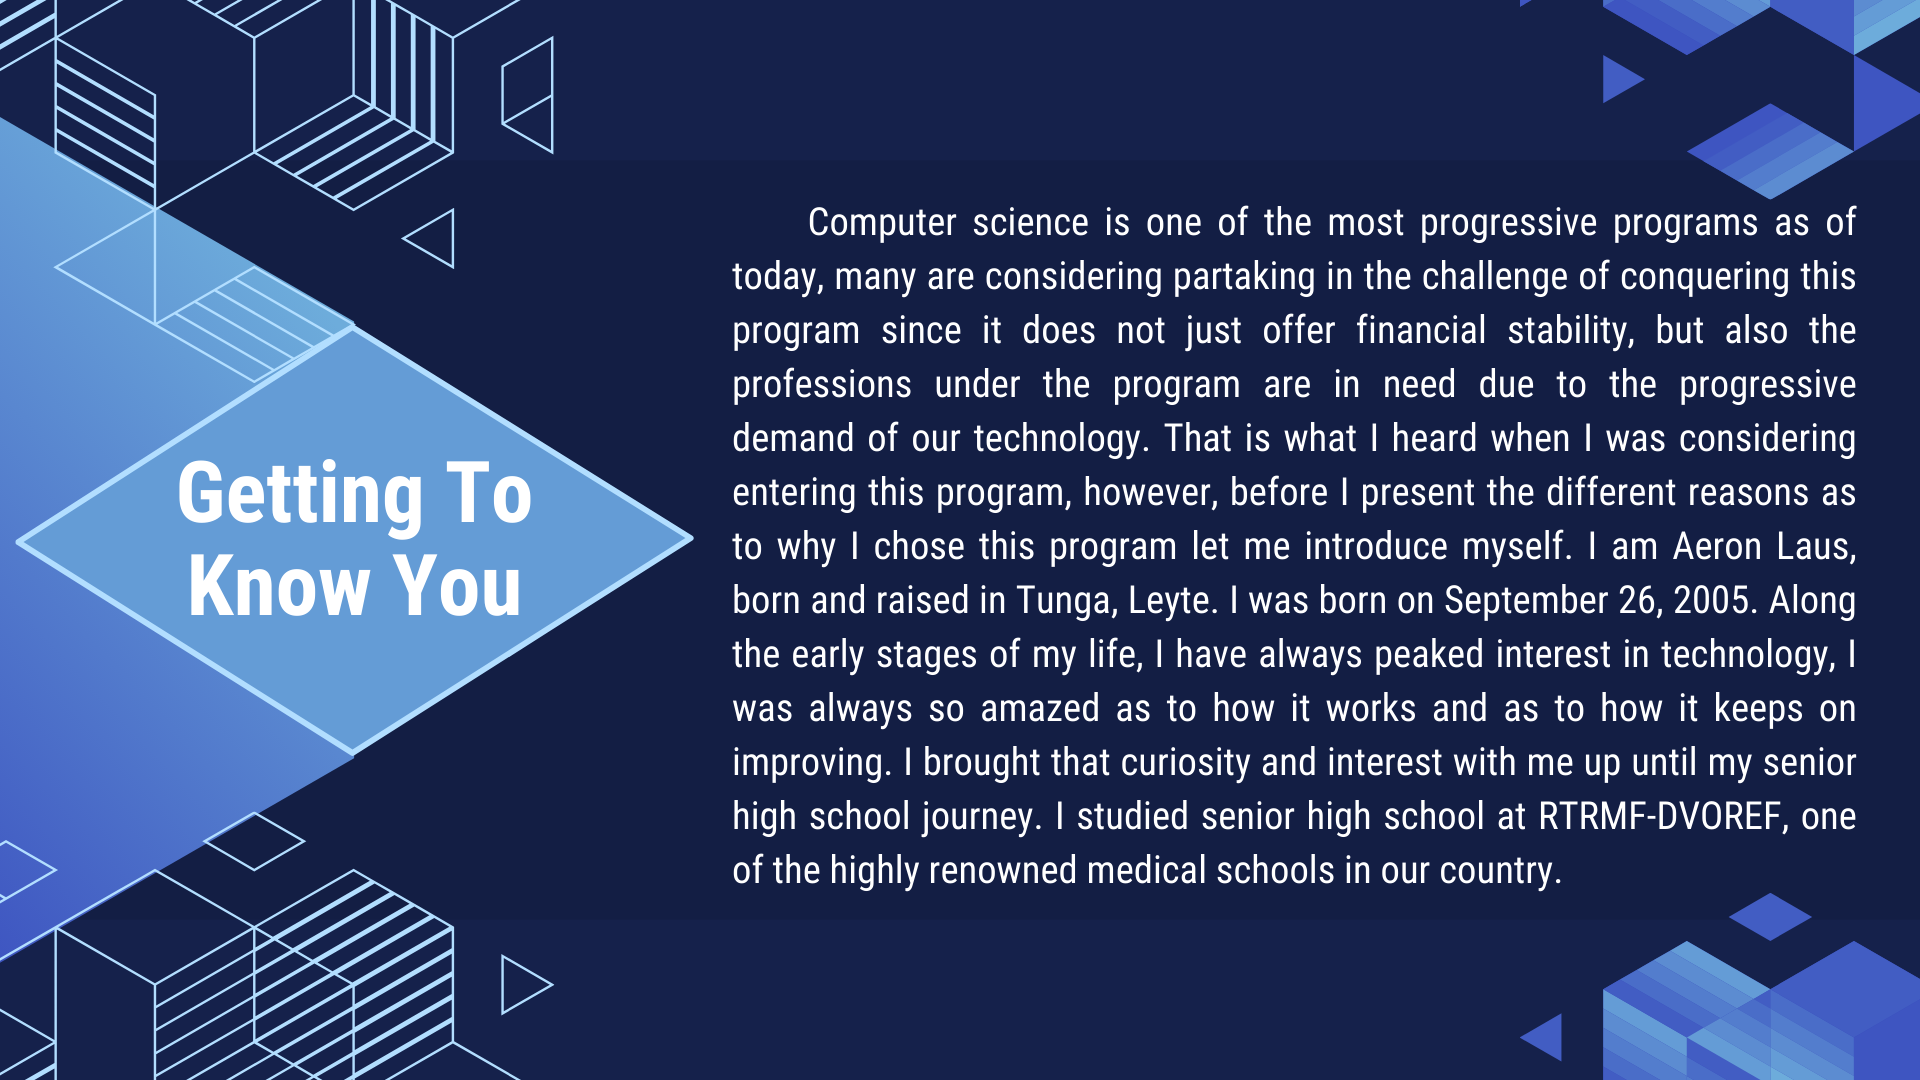 Getting To
Know You
Computer science is one of the most progressive programs as of
today, many are considering partaking in the challenge of conquering this
program since it does not just offer financial stability, but also the
professions under the program are in need due to the progressive
demand of our technology. That is what I heard when I was considering
entering this program, however, before I present the different reasons as
to why I chose this program let me introduce myself. I am Aeron Laus,
born and raised in Tunga, Leyte. I was born on September 26, 2005. Along
the early stages of my life, I have always peaked interest in technology, I
was always so amazed as to how it works and as to how it keeps on
improving. I brought that curiosity and interest with me up until my senior
high school journey. I studied senior high school at RTRMF-DVOREF, one
of the highly renowned medical schools in our country.